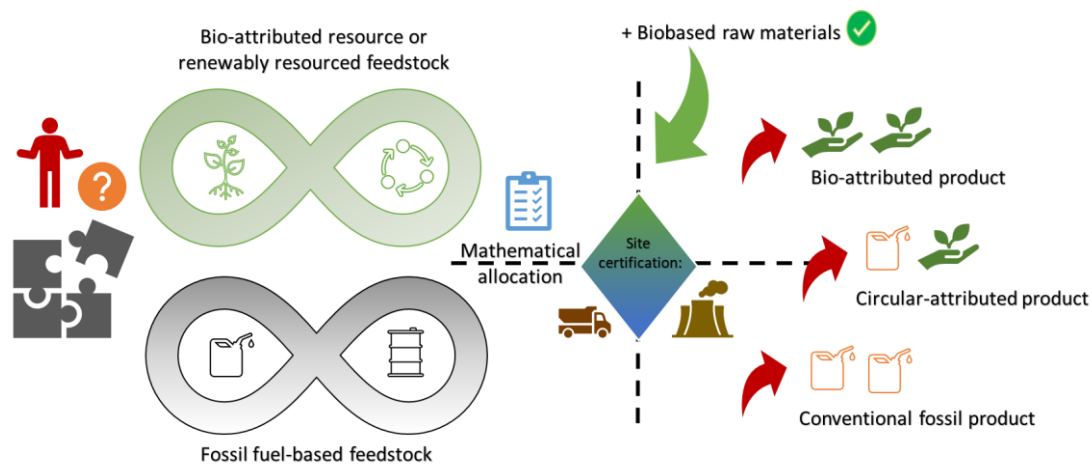 Bio-attributed resource or
renewably resourced feedstock
+ Biobased raw materials
?
Bio-attributed product
Mathematical
allocation
Site
certification:
Circular-attributed product
Conventional fossil product
Fossil fuel-based feedstock